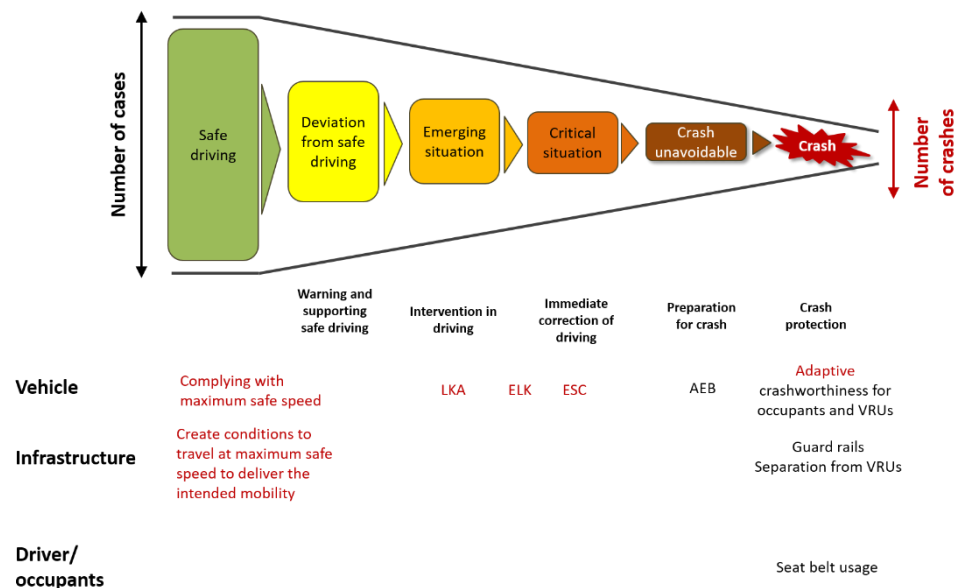 Number of cases
Safe
driving
Deviation
from safe
driving
Emerging
situation
Critical
situation
Crash
unavoidable
Crash
Number
of crashes
Warning and
supporting
safe driving
Intervention in
driving
Immediate
correction of
driving
Preparation
for crash
Crash
protection
Vehicle
Complying with
maximum safe speed
LKA
ELK
ESC
AEB
Adaptive
crashworthiness for
occupants and VRUs
Infrastructure
Create conditions to
travel at maximum safe
speed to deliver the
intended mobility
Guard rails
Separation from VRUs
Driver/
occupants
Seat belt usage